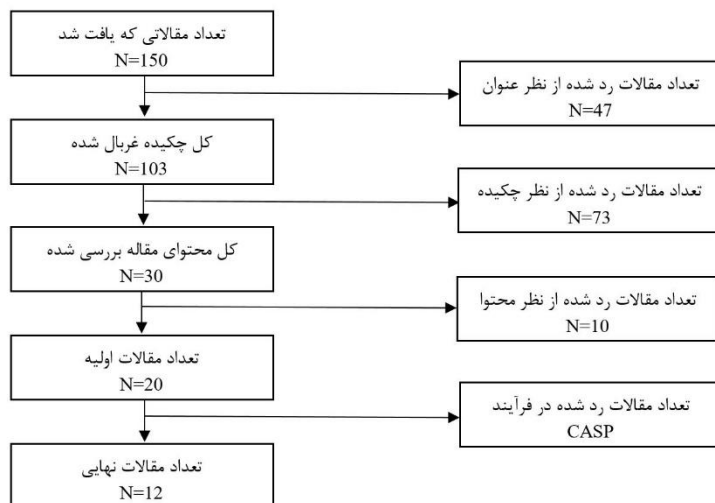 تعداد مقالاتی که یافت شد
N=150
تعداد مقالات رد شده از نظر عنوان
N=47
کل چکیده غربال شده
N=103
تعداد مقالات رد شده از نظر چکیده
N=73
کل محتوای مقاله بررسی شده
N=30
تعداد مقالات رد شده از نظر محتوا
N=10
تعداد مقالات اولیه
N=20
تعداد مقالات رد شده در فرآیند
CASP
تعداد مقالات نهایی
N=12